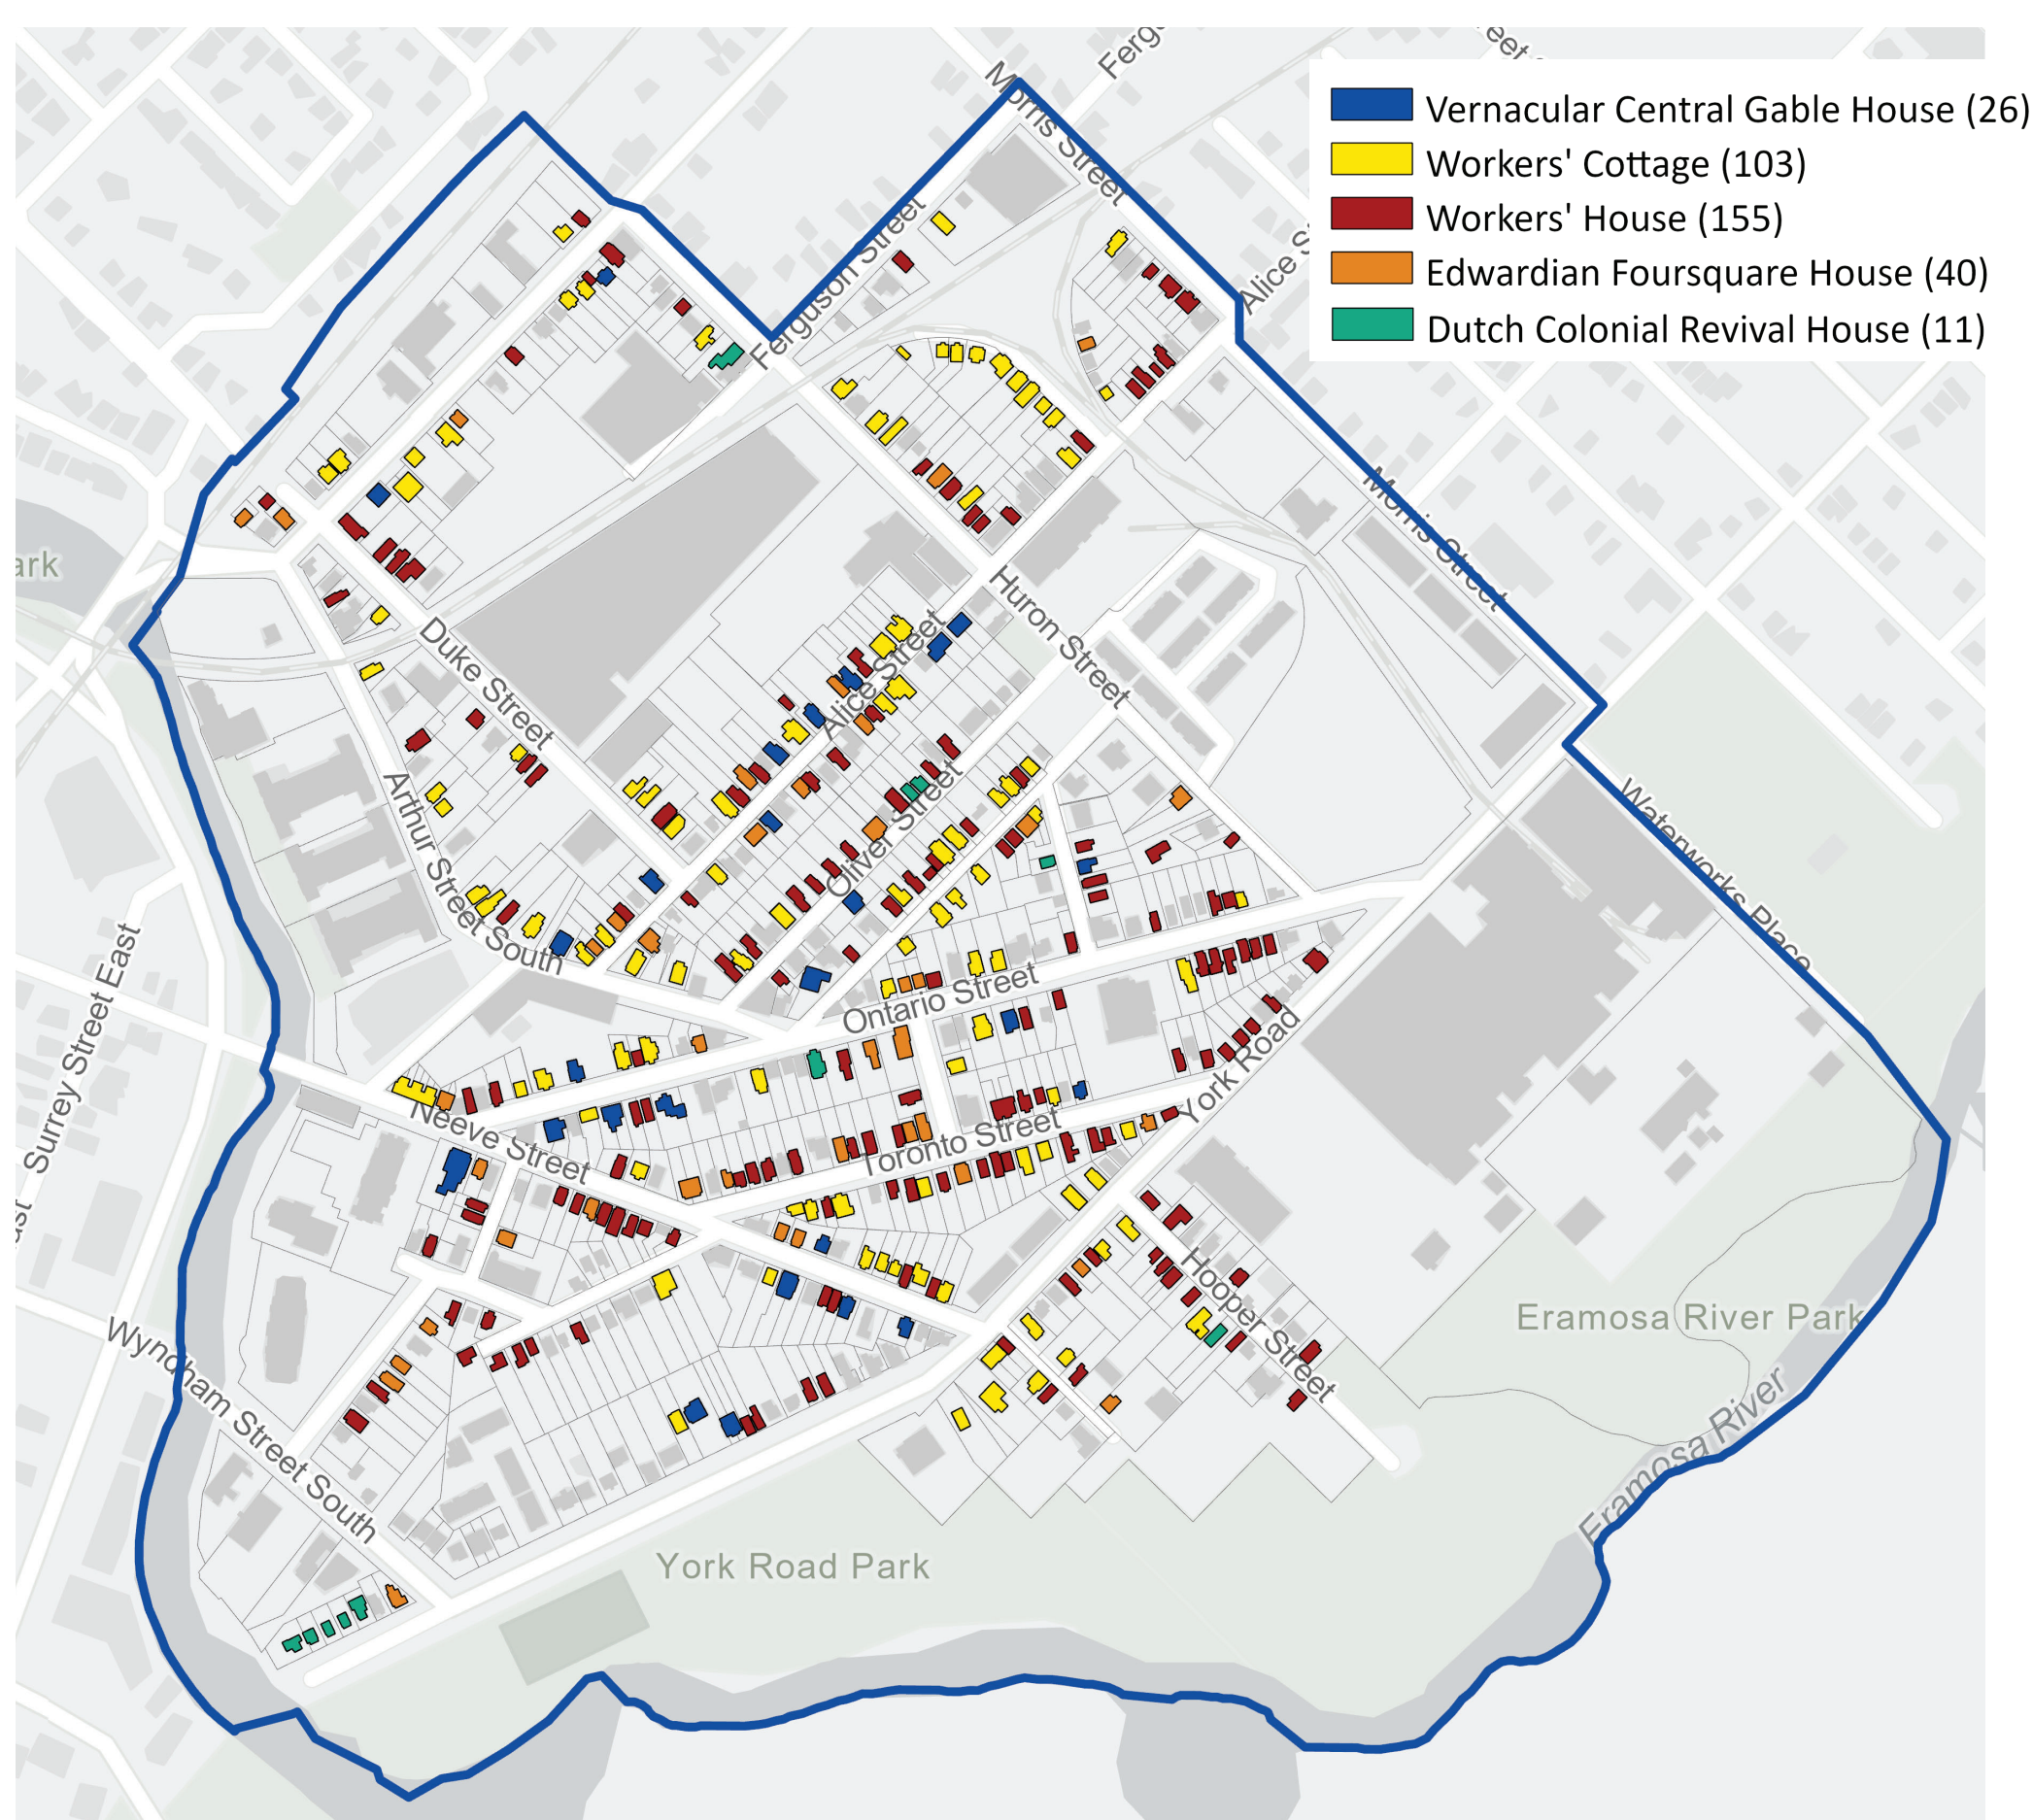 Vernacular Central Gable House (26)
Workers' Cottage (103)
Workers' House (155)
Edwardian Foursquare House (40)
Dutch Colonial Revival House (11)
Morris Street
Ferguson Street
Alice
Morris Street
Duke Street
Huron Street
Alice Street
Arthur Street South
Oliver Street
Waterworks Place
Surrey Street East
Ontario Street
York Road
Neeve Street
Toronto Street
Hooper Street
Wyndham Street South
Eramosa River Park
Eramosa River
York Road Park